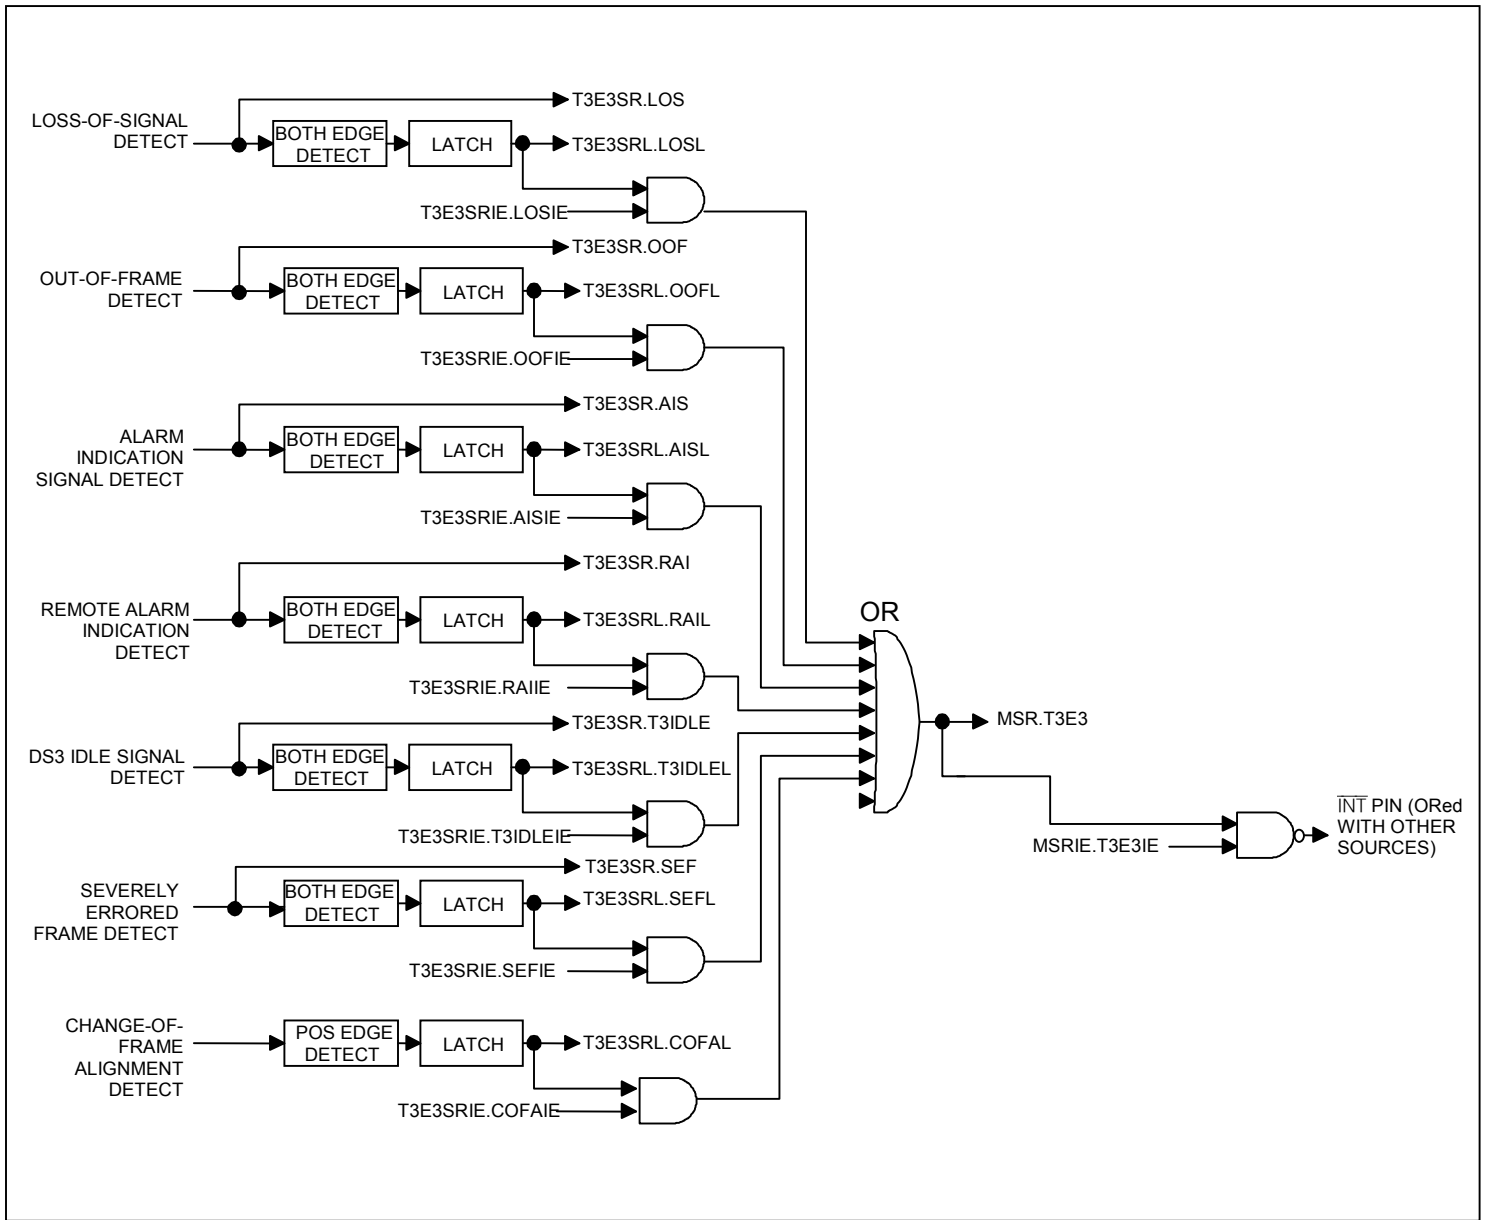 T3E3SR.LOS
LOSS-OF-SIGNAL
DETECT
BOTH EDGE
DETECT
LATCH
T3E3SRL.LOSL
T3E3SRIE.LOSIE
T3E3SR.OOF
OUT-OF-FRAME
DETECT
BOTH EDGE
DETECT
LATCH
T3E3SRL.OOFL
T3E3SRIE.OOFIE
T3E3SR.AIS
ALARM
INDICATION
SIGNAL DETECT
BOTH EDGE
DETECT
LATCH
T3E3SRL.AISL
T3E3SRIE.AISIE
T3E3SR.RAI
REMOTE ALARM
INDICATION
DETECT
BOTH EDGE
DETECT
LATCH
T3E3SRL.RAIL
T3E3SRIE.RAIIE
T3E3SR.T3IDLE
DS3 IDLE SIGNAL
DETECT
BOTH EDGE
DETECT
LATCH
T3E3SRL.T3IDLEL
T3E3SRIE.T3IDLEIE
T3E3SR.SEF
SEVERELY
ERRORED
FRAME DETECT
BOTH EDGE
DETECT
LATCH
T3E3SRL.SEFL
T3E3SRIE.SEFIE
CHANGE-OF-
FRAME
ALIGNMENT
DETECT
POS EDGE
DETECT
LATCH
T3E3SRL.COFAL
T3E3SRIE.COFAIE
OR
MSR.T3E3
MSRIE.T3E3IE
INT PIN (ORed
WITH OTHER
SOURCES)